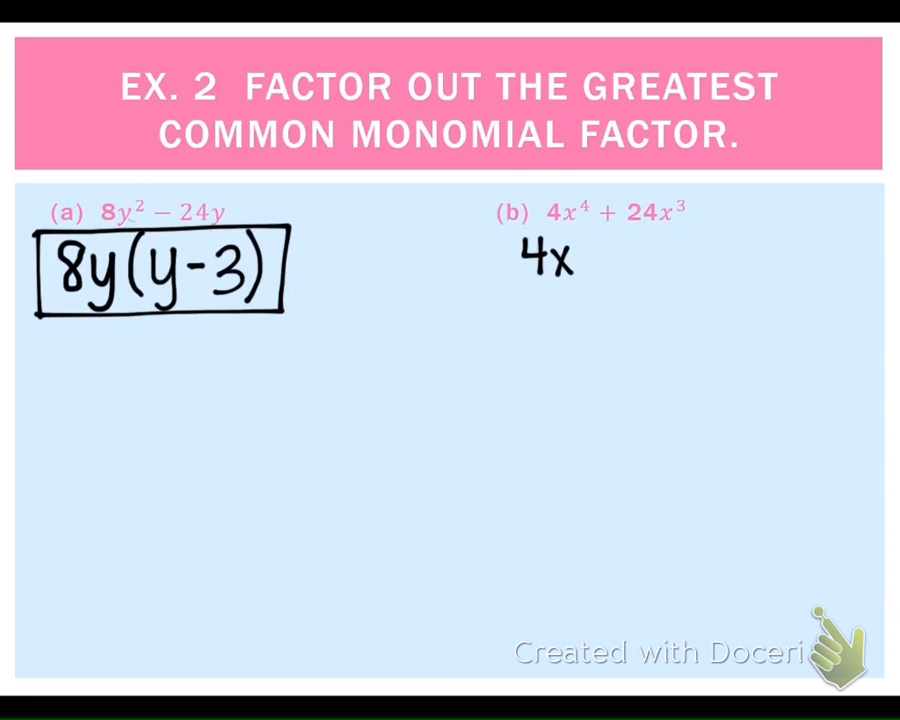 EX. 2 FACTOR OUT THE GREATEST
COMMON MONOMIAL FACTOR.
(a) 8y² − 24y
8y(y-3)
(b) 4x⁴ + 24x³
4x
Created with Doceri